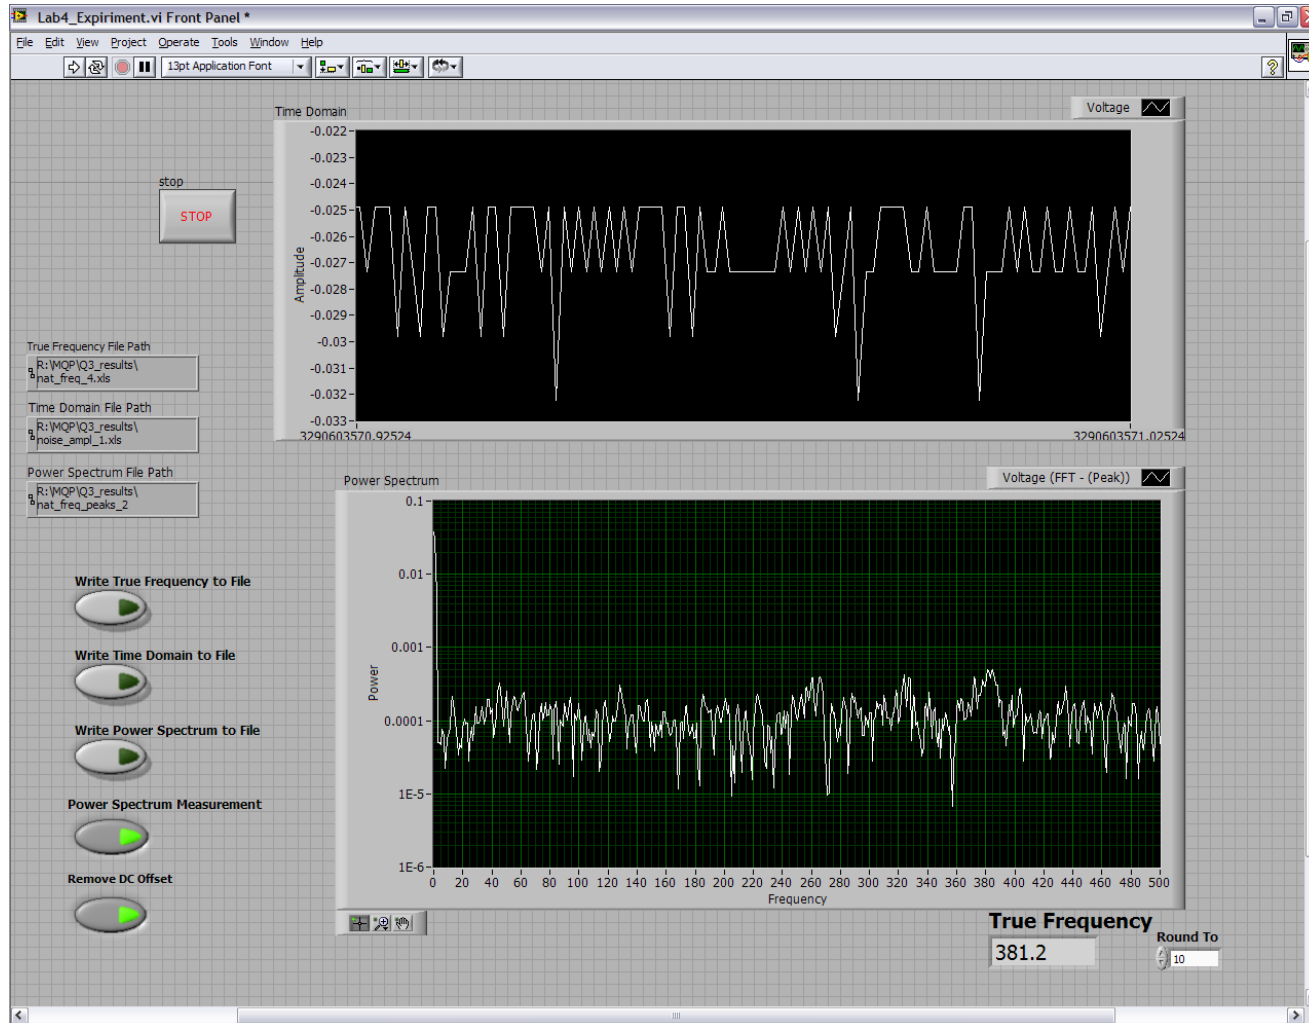 Lab4_Expiriment.vi Front Panel *
File Edit View Project Operate Tools Window Help
13pt Application Font
Time Domain
Voltage
stop
STOP
Amplitude
-0.022
-0.023
-0.024
-0.025
-0.026
-0.027
-0.028
-0.029
-0.03
-0.031
-0.032
-0.033
3290603570.92524
3290603571.02524
True Frequency File Path
R:\MQP\Q3_results\
nat_freq_4.xls
Time Domain File Path
R:\MQP\Q3_results\
noise_ampl_1.xls
Power Spectrum File Path
R:\MQP\Q3_results\
nat_freq_peaks_2
Power Spectrum
Voltage (FFT - (Peak))
Power
0.1
0.01
0.001
0.0001
1E-5
1E-6
0 20 40 60 80 100 120 140 160 180 200 220 240 260 280 300 320 340 360 380 400 420 440 460 480 500
Frequency
Write True Frequency to File
Write Time Domain to File
Write Power Spectrum to File
Power Spectrum Measurement
Remove DC Offset
True Frequency
381.2
Round To
10